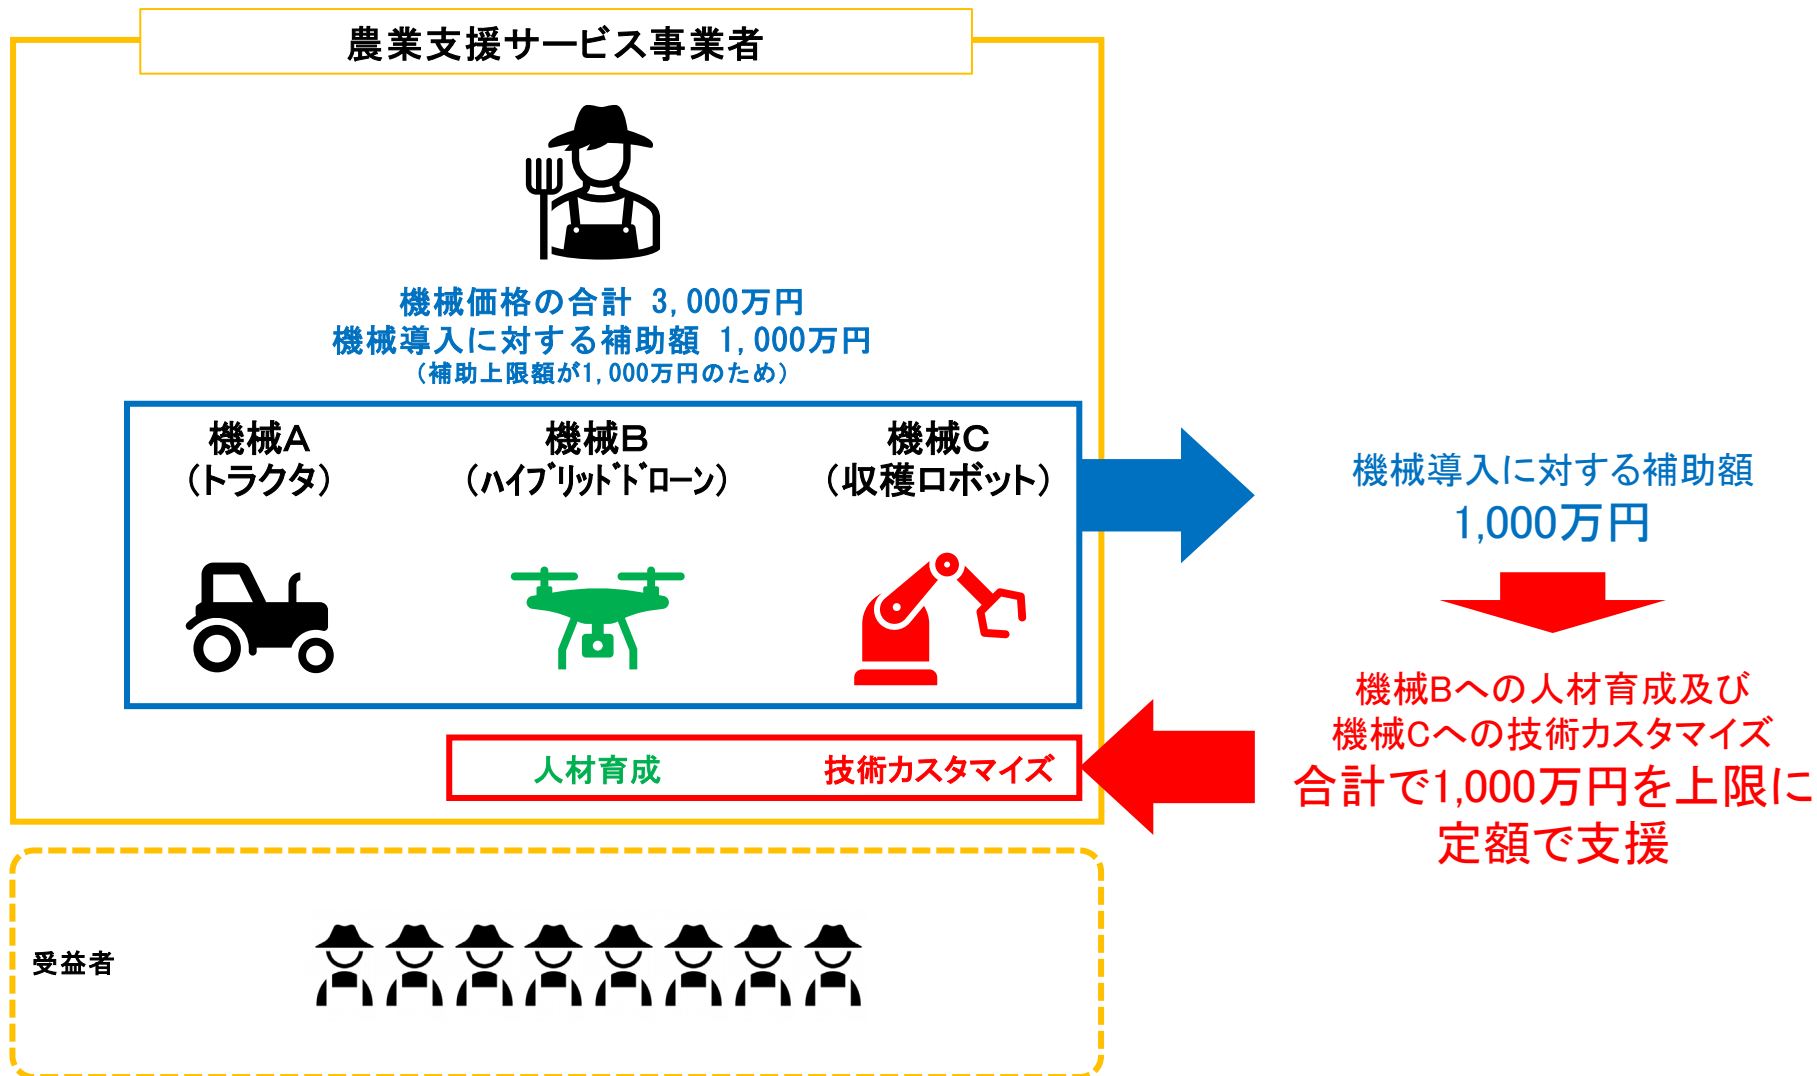 農業支援サービス事業者
機械価格の合計 3,000万円
機械導入に対する補助額 1,000万円
(補助上限額が1,000万円のため)
機械A
(トラクタ)
機械B
(ﾊｲﾌﾞﾘｯﾄﾞﾄﾞﾛｰﾝ)
機械C
(収穫ロボット)
人材育成
技術カスタマイズ
機械導入に対する補助額
1,000万円
機械Bへの人材育成及び
機械Cへの技術カスタマイズ
合計で1,000万円を上限に
定額で支援
受益者